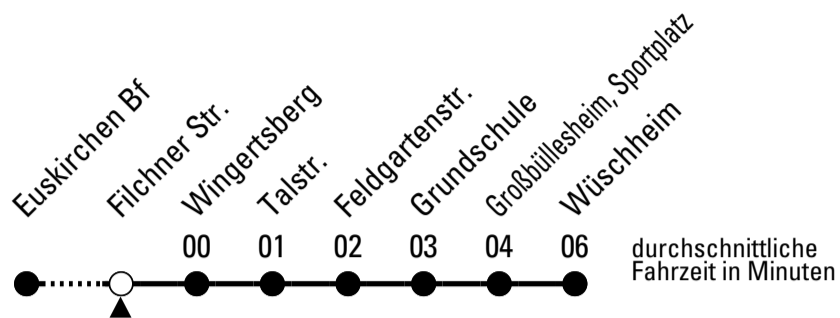 Euskirchen Bf
Filchner Str.
Wingertsberg
Talstr.
Feldgartenstr.
Grundschule
Großbüllesheim, Sportplatz
Wüschheim
00 01 02 03 04 06
durchschnittliche
Fahrzeit in Minuten